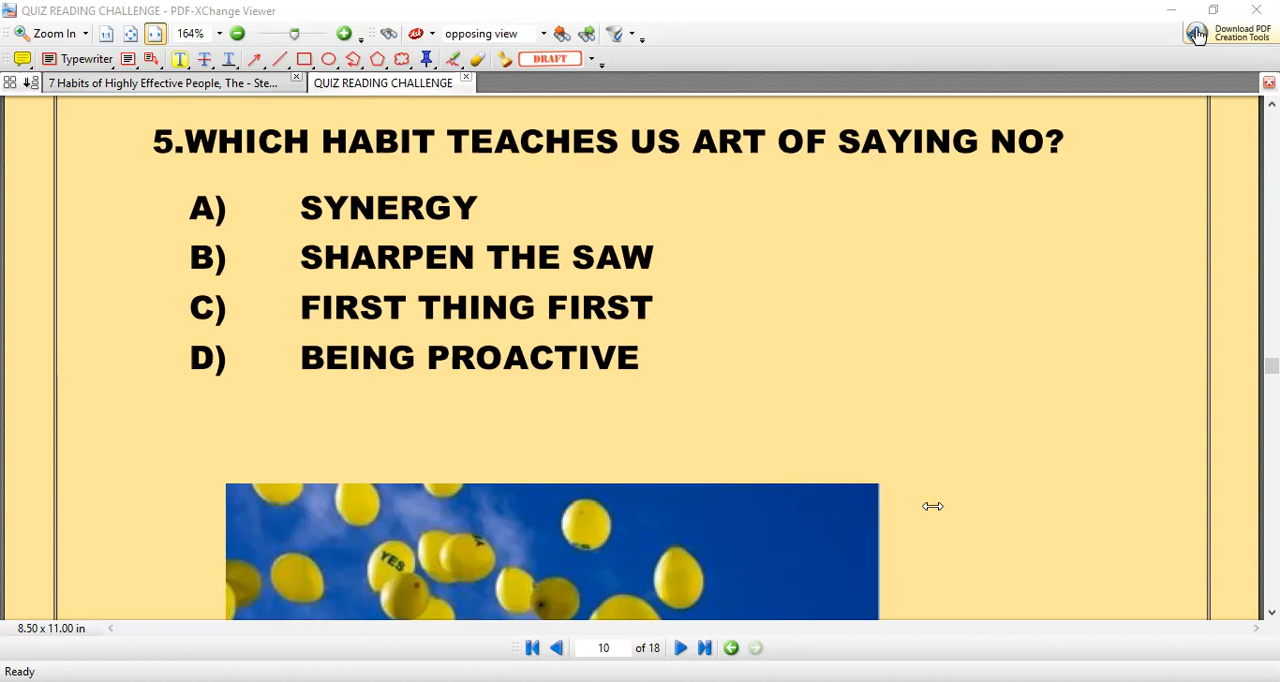 QUIZ READING CHALLENGE - PDF-XChange Viewer
Zoom In 164% opposing view
Download PDF
Creation Tools
Typewriter DRAFT
7 Habits of Highly Effective People, The - Ste... QUIZ READING CHALLENGE
5.WHICH HABIT TEACHES US ART OF SAYING NO?
A) SYNERGY
B) SHARPEN THE SAW
C) FIRST THING FIRST
D) BEING PROACTIVE
YES
8.50 x 11.00 in
10 of 18
Ready